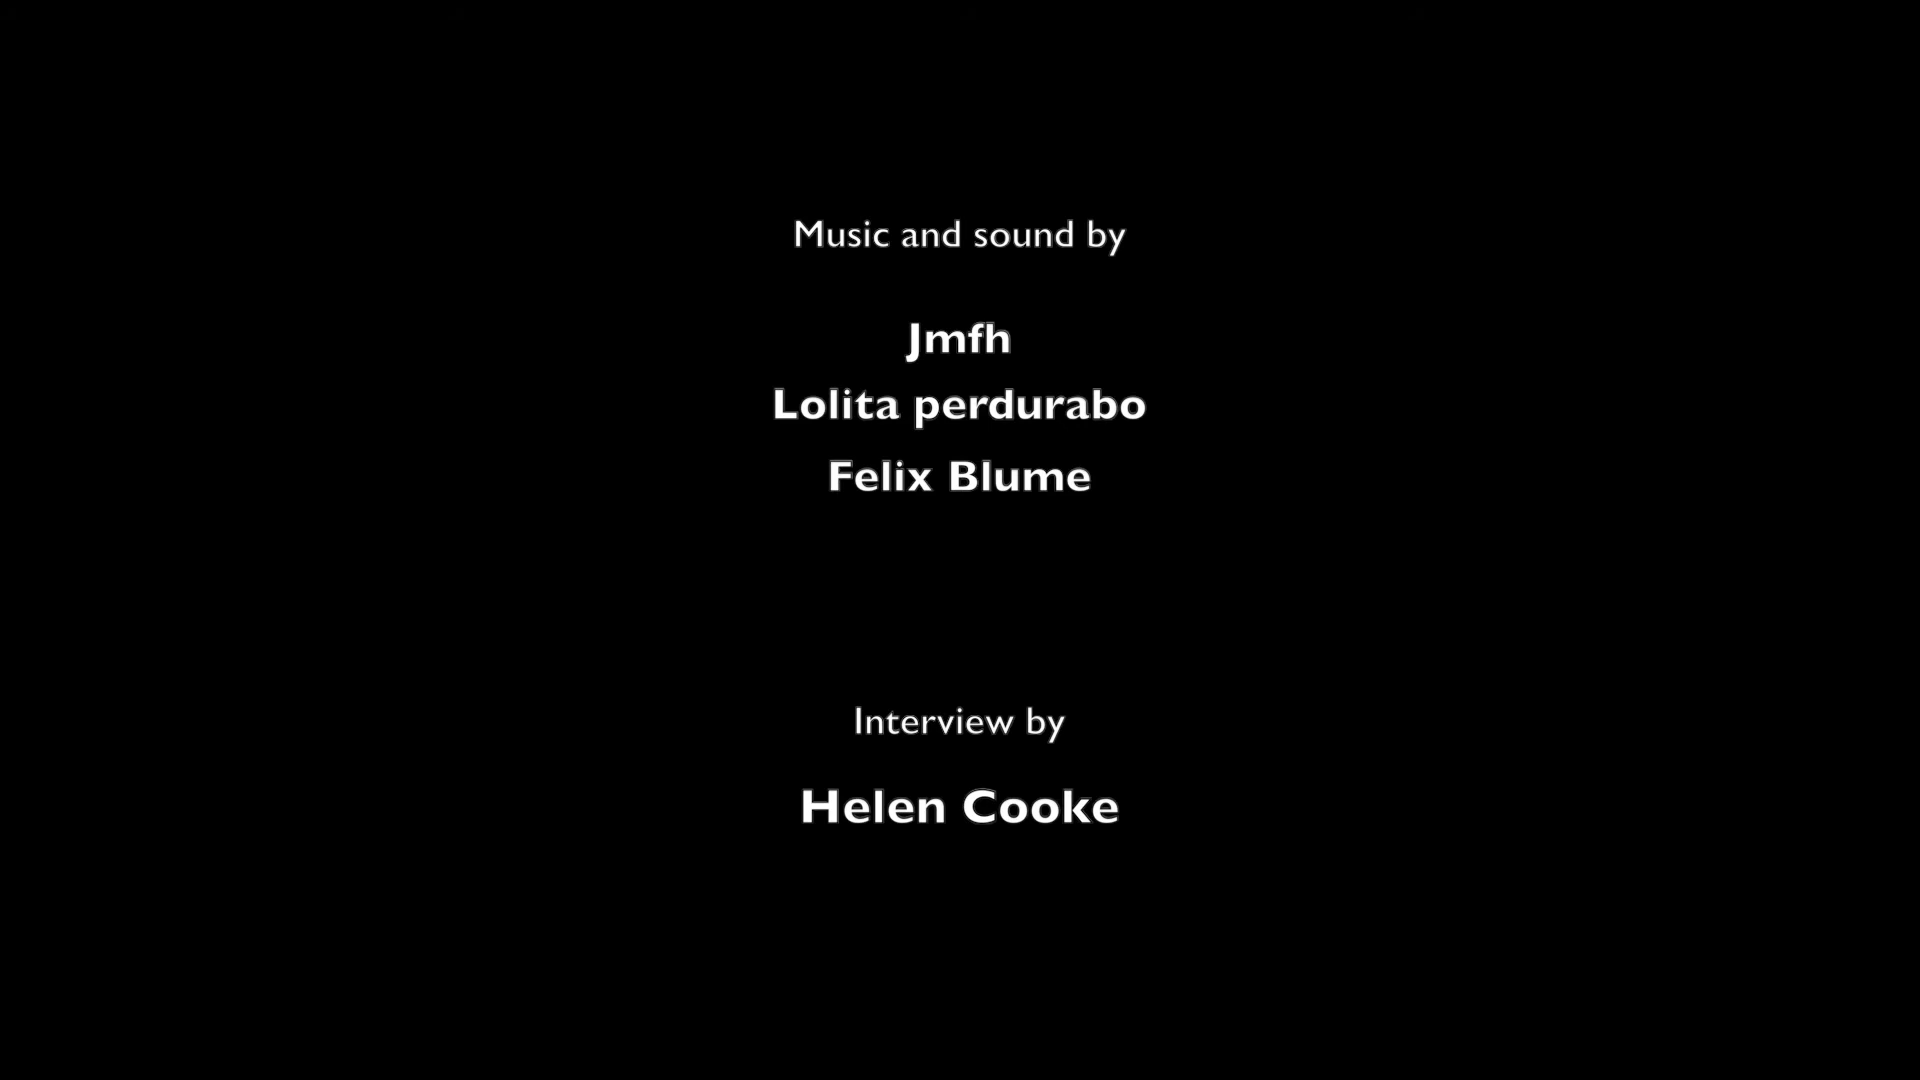 Music and sound by
Jmfh
Lolita perdurabo
Felix Blume
Interview by
Helen Cooke